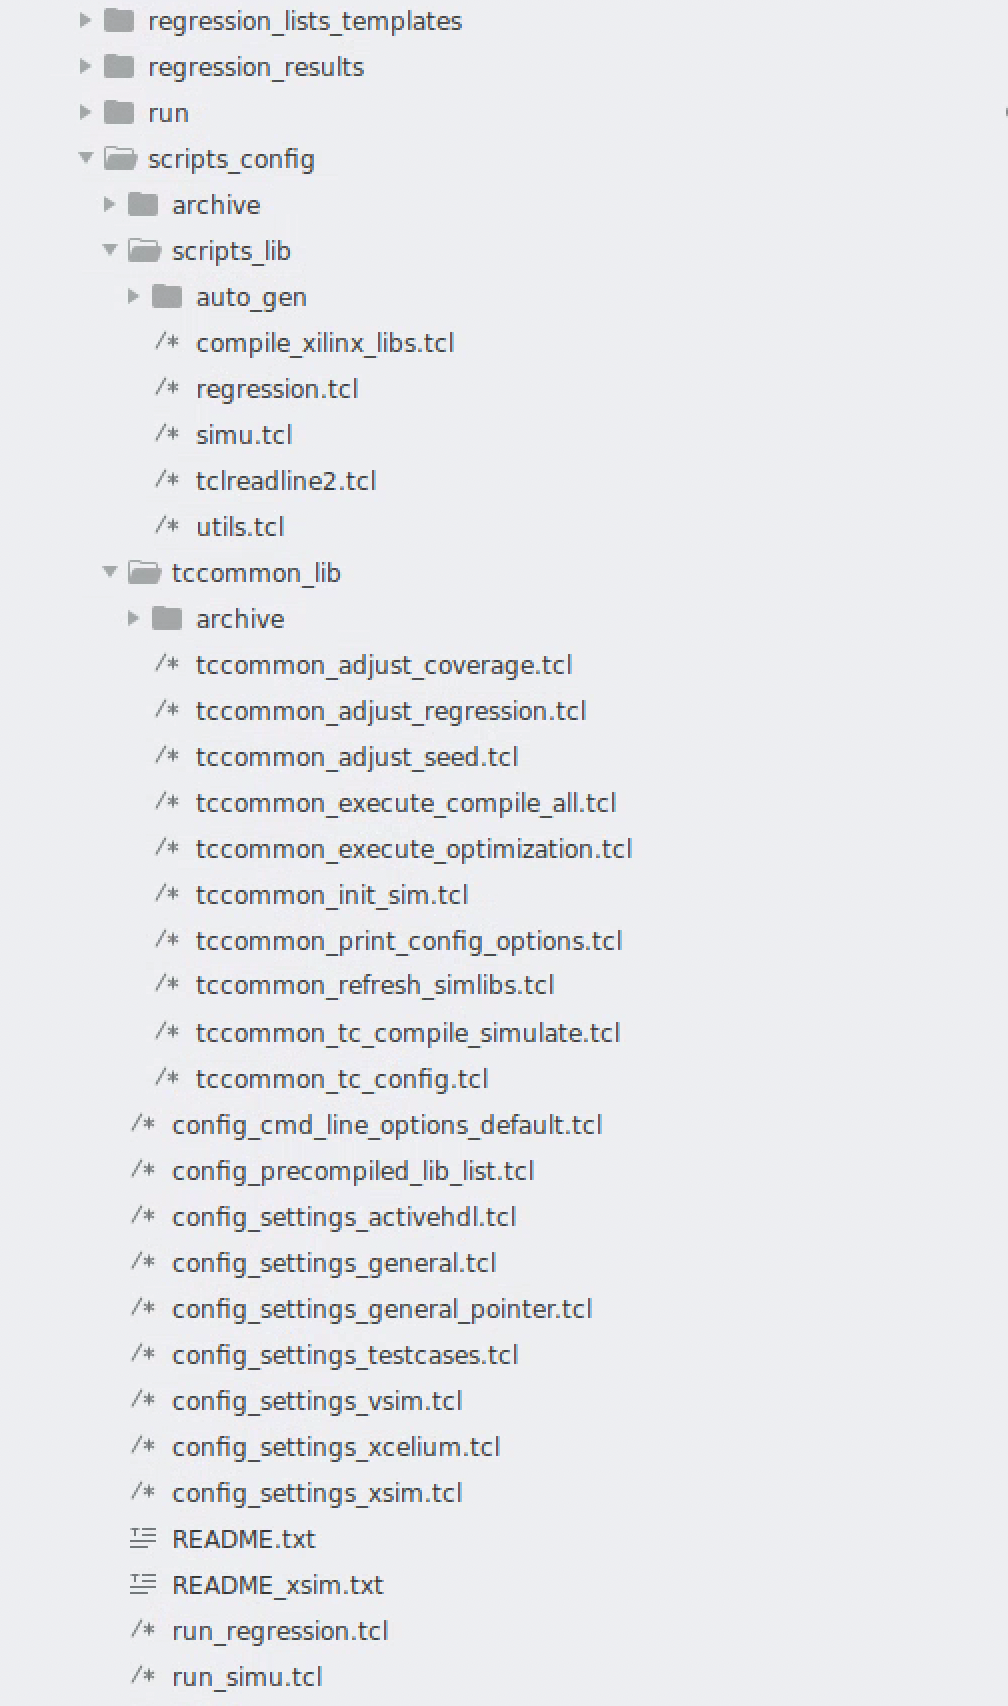 regression_lists_templates
regression_results
run
scripts_config
archive
scripts_lib
auto_gen
/* compile_xilinx_libs.tcl
/* regression.tcl
/* simu.tcl
/* tclreadline2.tcl
/* utils.tcl
tccommon_lib
archive
/* tccommon_adjust_coverage.tcl
/* tccommon_adjust_regression.tcl
/* tccommon_adjust_seed.tcl
/* tccommon_execute_compile_all.tcl
/* tccommon_execute_optimization.tcl
/* tccommon_init_sim.tcl
/* tccommon_print_config_options.tcl
/* tccommon_refresh_simlibs.tcl
/* tccommon_tc_compile_simulate.tcl
/* tccommon_tc_config.tcl
/* config_cmd_line_options_default.tcl
/* config_precompiled_lib_list.tcl
/* config_settings_activehdl.tcl
/* config_settings_general.tcl
/* config_settings_general_pointer.tcl
/* config_settings_testcases.tcl
/* config_settings_vsim.tcl
/* config_settings_xcelium.tcl
/* config_settings_xsim.tcl
README.txt
README_xsim.txt
/* run_regression.tcl
/* run_simu.tcl